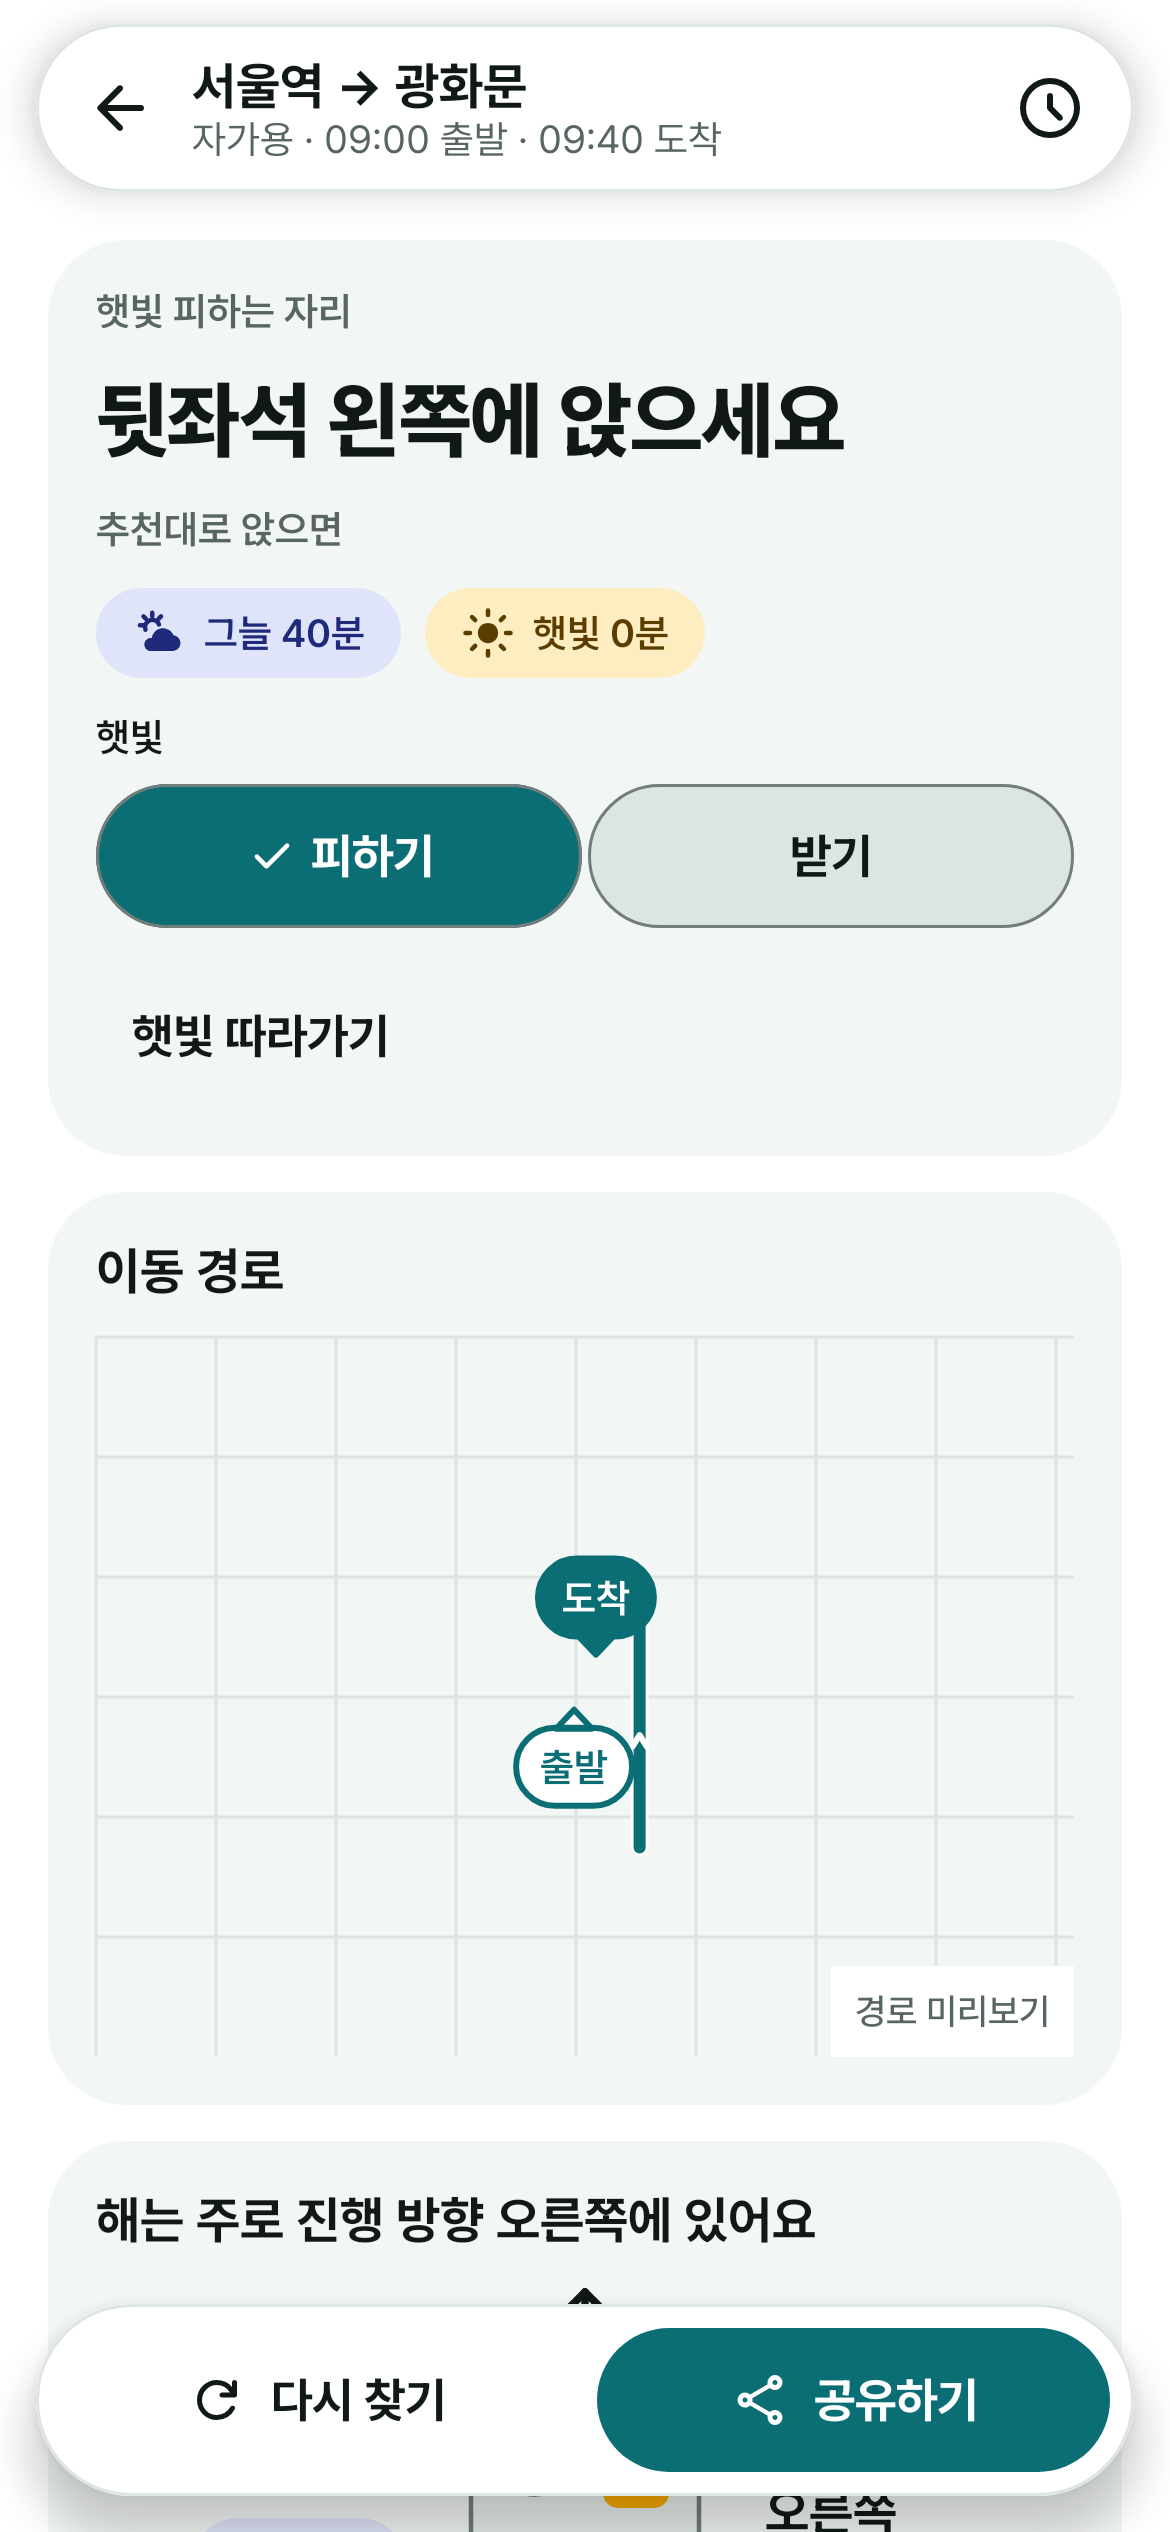 서울역 → 광화문
자가용 · 09:00 출발 · 09:40 도착
햇빛 피하는 자리
뒷좌석 왼쪽에 앉으세요
추천대로 앉으면
그늘 40분
햇빛 0분
햇빛
피하기
받기
햇빛 따라가기
이동 경로
도착
출발
경로 미리보기
해는 주로 진행 방향 오른쪽에 있어요
다시 찾기
공유하기
오른쪽